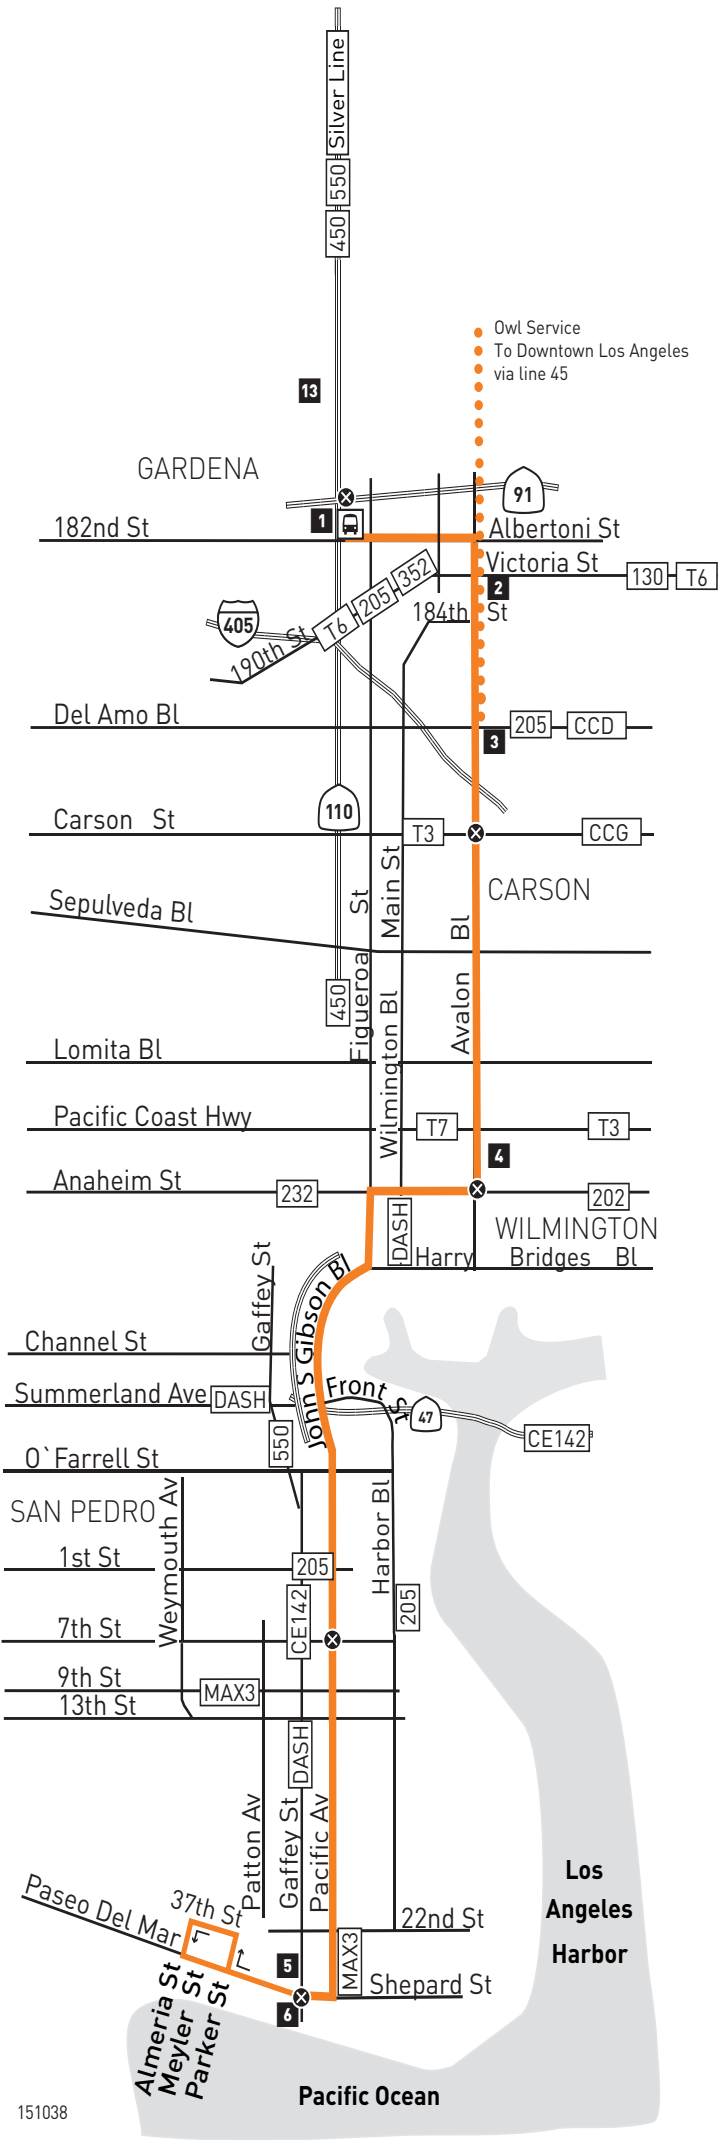 Silver Line
550
450
Owl Service
To Downtown Los Angeles
via line 45
13
GARDENA
91
1
182nd St
Albertoni St
Victoria St
130
T6
2
352
205
T6
184th St
405
190th St
Del Amo Bl
205
CCD
3
110
Carson St
T3
CCG
Main St
CARSON
Sepulveda Bl
Figueroa St
Avalon Bl
450
Wilmington Bl
Lomita Bl
Pacific Coast Hwy
T7
T3
4
Anaheim St
232
202
DASH
WILMINGTON
Harry Bridges Bl
Gaffey St
John S Gibson Bl
Channel St
Summerland Ave
DASH
Front St
47
CE142
550
O`Farrell St
SAN PEDRO
Weymouth Av
Harbor Bl
1st St
205
CE142
205
7th St
9th St
MAX3
13th St
DASH
Patton Av
Gaffey St
Pacific Av
Los
Angeles
Harbor
Paseo Del Mar
37th St
22nd St
MAX3
5
Shepard St
6
Almeria St
Meyler St
Parker St
Pacific Ocean
151038